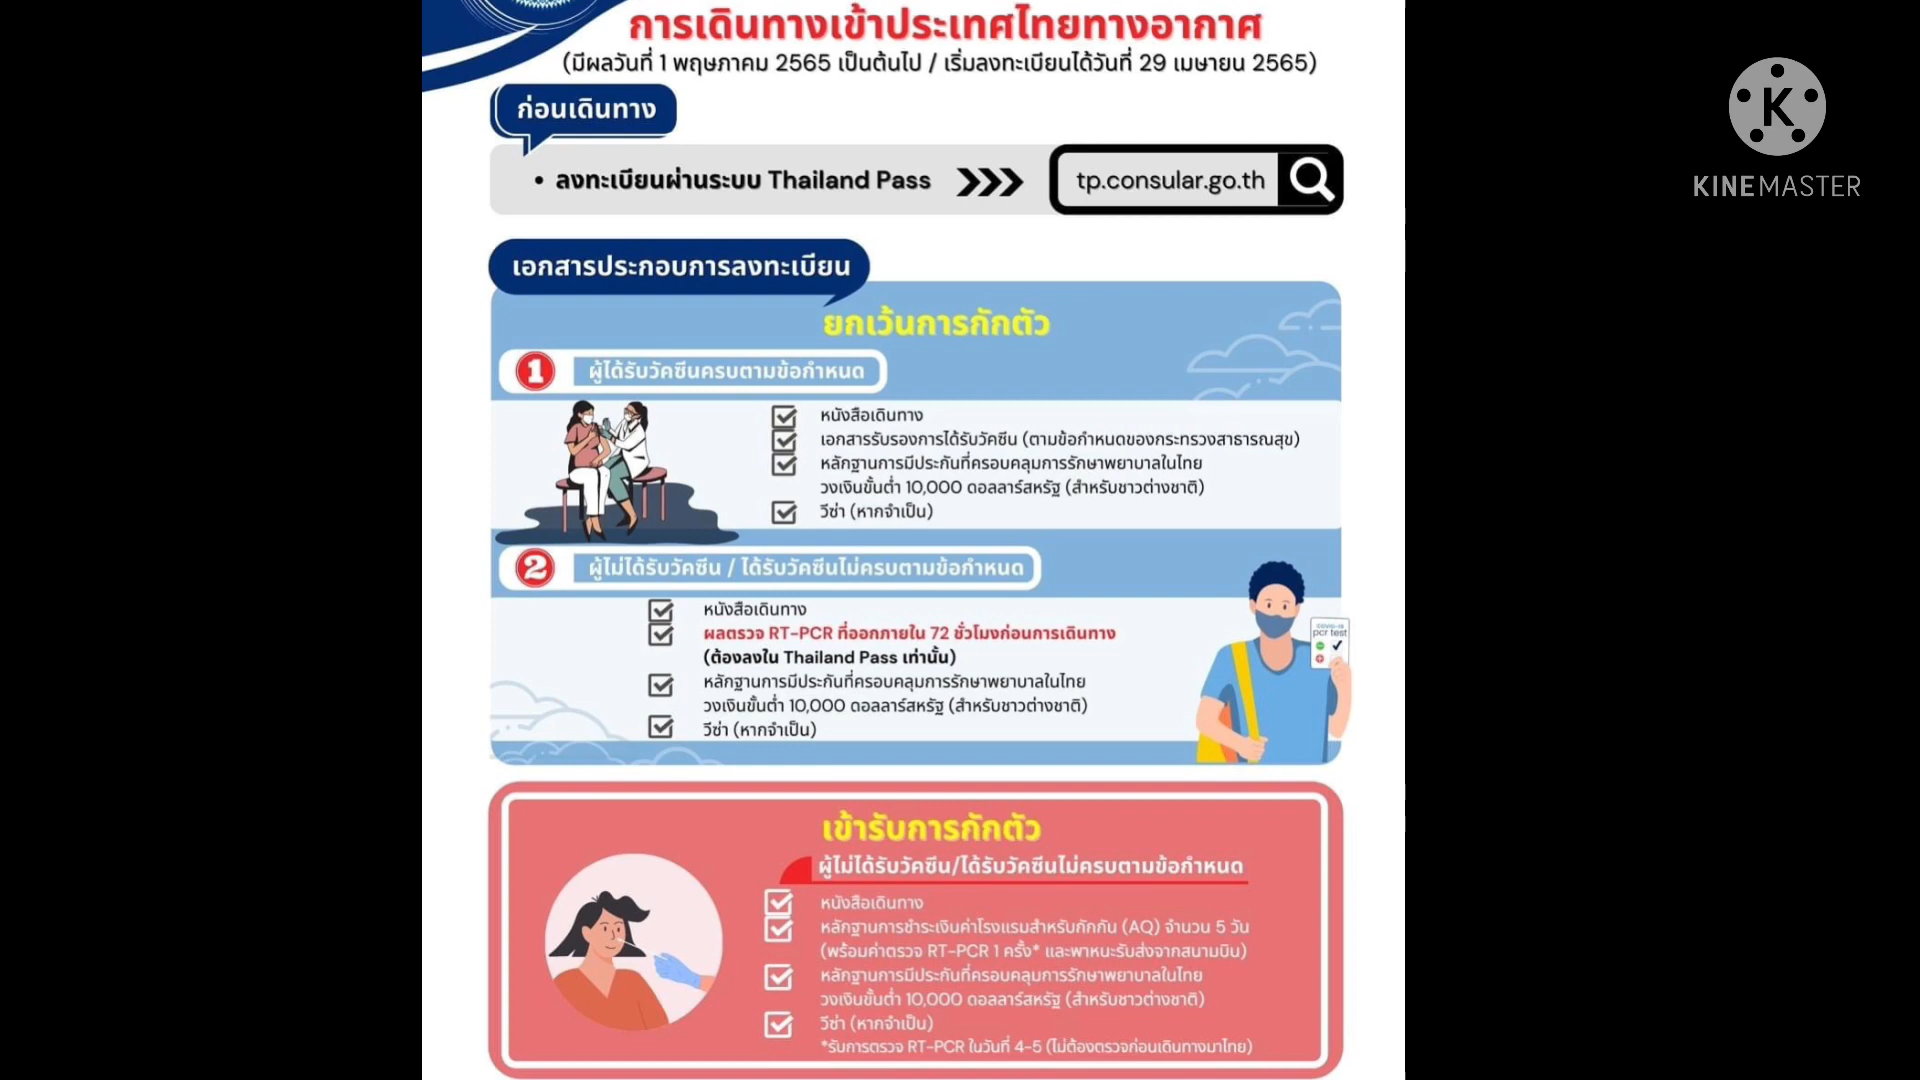 การเดินทางเข้าประเทศไทยทางอากาศ
(มีผลวันที่ 1 พฤษภาคม 2565 เป็นต้นไป / เริ่มลงทะเบียนได้วันที่ 29 เมษายน 2565)
ก่อนเดินทาง
• ลงทะเบียนผ่านระบบ Thailand Pass
tp.consular.go.th
KINEMASTER
เอกสารประกอบการลงทะเบียน
ยกเว้นการกักตัว
1 ผู้ได้รับวัคซีนครบตามข้อกำหนด
หนังสือเดินทาง
เอกสารรับรองการได้รับวัคซีน (ตามข้อกำหนดของกระทรวงสาธารณสุข)
หลักฐานการมีประกันที่ครอบคลุมการรักษาพยาบาลในไทย
วงเงินขั้นต่ำ 10,000 ดอลลาร์สหรัฐ (สำหรับชาวต่างชาติ)
วีซ่า (หากจำเป็น)
2 ผู้ไม่ได้รับวัคซีน / ได้รับวัคซีนไม่ครบตามข้อกำหนด
หนังสือเดินทาง
ผลตรวจ RT-PCR ที่ออกภายใน 72 ชั่วโมงก่อนการเดินทาง
(ต้องลงใน Thailand Pass เท่านั้น)
หลักฐานการมีประกันที่ครอบคลุมการรักษาพยาบาลในไทย
วงเงินขั้นต่ำ 10,000 ดอลลาร์สหรัฐ (สำหรับชาวต่างชาติ)
วีซ่า (หากจำเป็น)
covid-19
pcr test
เข้ารับการกักตัว
ผู้ไม่ได้รับวัคซีน/ได้รับวัคซีนไม่ครบตามข้อกำหนด
หนังสือเดินทาง
หลักฐานการชำระเงินค่าโรงแรมสำหรับกักกัน (AQ) จำนวน 5 วัน
(พร้อมค่าตรวจ RT-PCR 1 ครั้ง* และพาหนะรับส่งจากสนามบิน)
หลักฐานการมีประกันที่ครอบคลุมการรักษาพยาบาลในไทย
วงเงินขั้นต่ำ 10,000 ดอลลาร์สหรัฐ (สำหรับชาวต่างชาติ)
วีซ่า (หากจำเป็น)
*รับการตรวจ RT-PCR ในวันที่ 4-5 (ไม่ต้องตรวจก่อนเดินทางมาไทย)